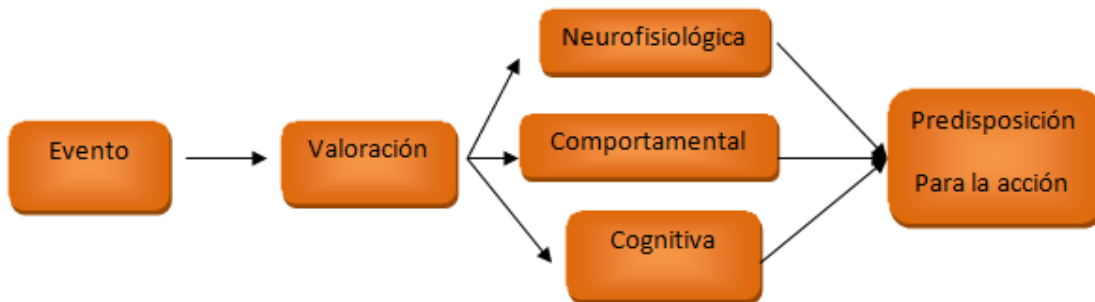 Evento
Valoración
Neurofisiológica
Comportamental
Cognitiva
Predisposición
Para la acción